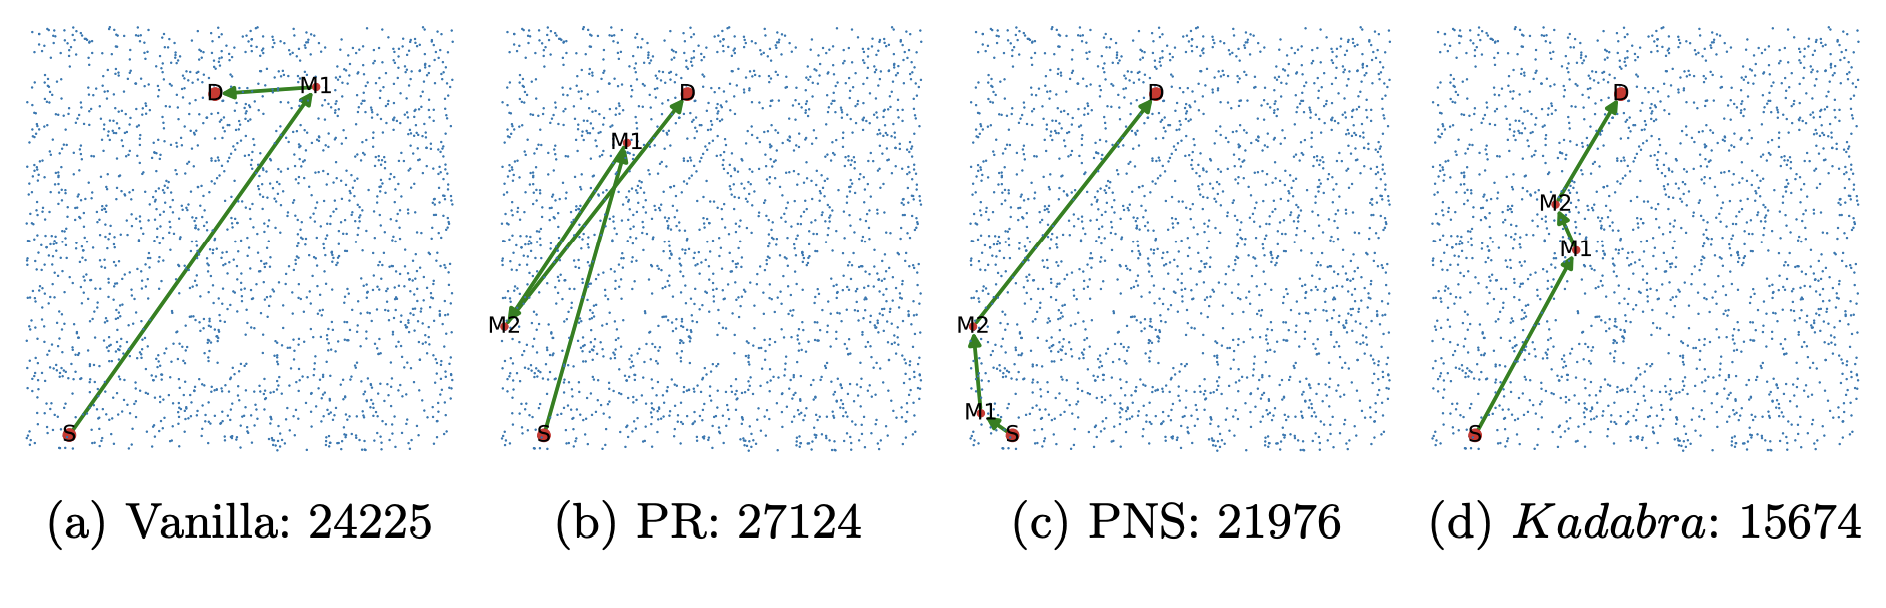 D M1
S
D
M1
M2
S
D
M2
M1
S
D
M2
M1
S
(a) Vanilla: 24225
(b) PR: 27124
(c) PNS: 21976
(d) Kadabra: 15674